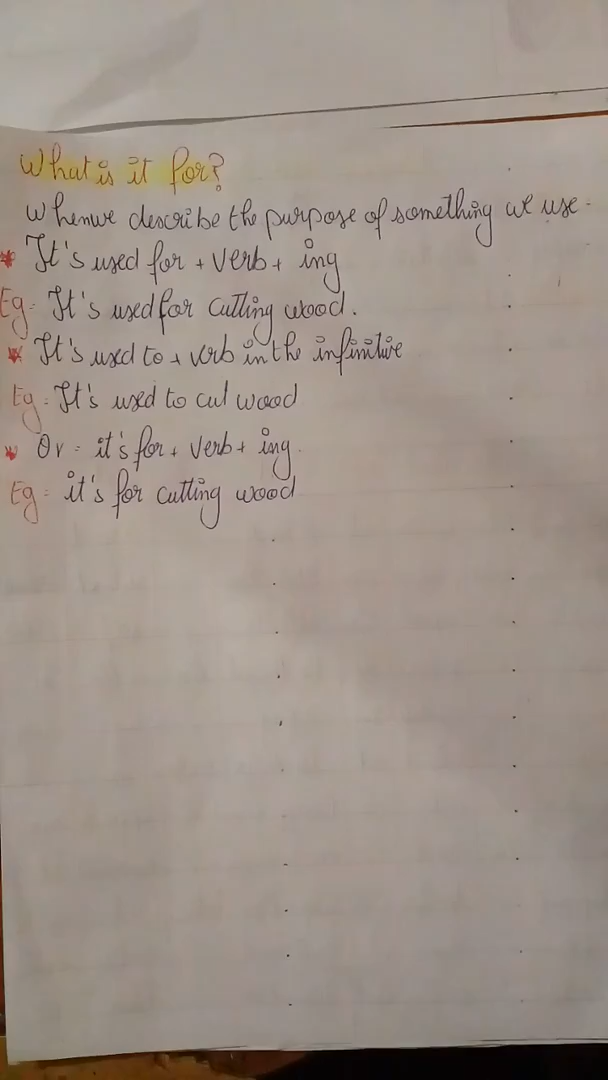 What is it for?
When we describe the purpose of something we use -
* It's used for + verb + ing
Eg = It's used for cutting wood.
* It's used to + verb in the infinitive
Eg = It's used to cut wood
* Or = it's for + verb + ing.
Eg = it's for cutting wood